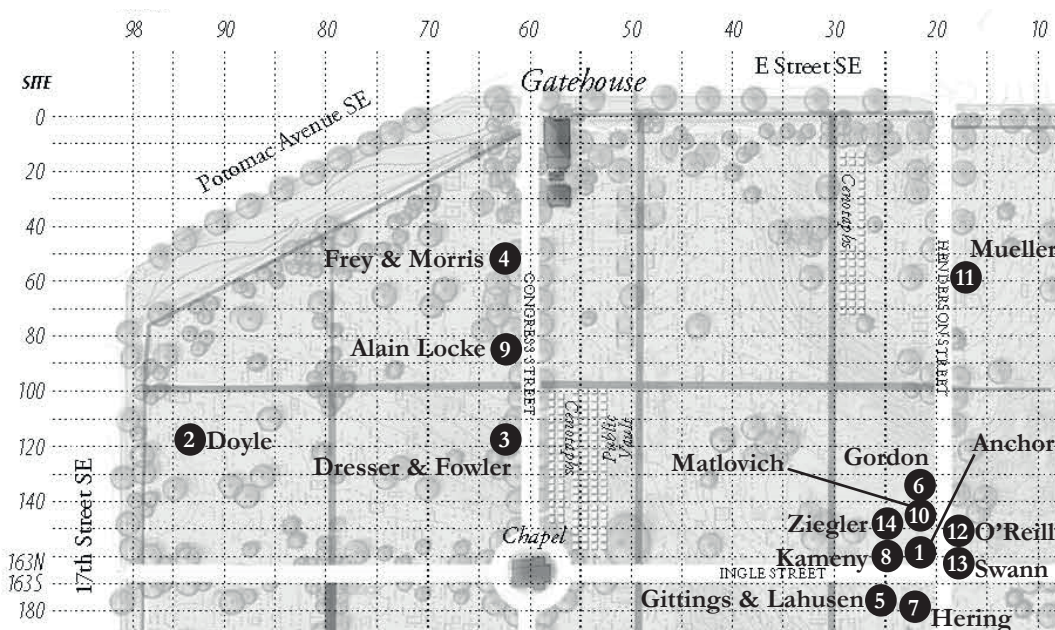 98 90 80 70 60 50 40 30 20 10
SITE
E Street SE
Gatehouse
Potomac Avenue SE
0
20
40
60
80
100
120
140
163N
163S
180
17th Street SE
Cenotaphs
HENDERSON STREET
Mueller
11
Frey & Morris 4
CONGRESS STREET
Alain Locke 9
2 Doyle
3
Dresser & Fowler
Cenotaphs
Public Vault
Matlovich
Gordon
Anchor
6
10
Ziegler 14
12 O'Reill
Chapel
Kameny 8
1
13 Swann
INGLE STREET
Gittings & Lahusen 5
7 Hering